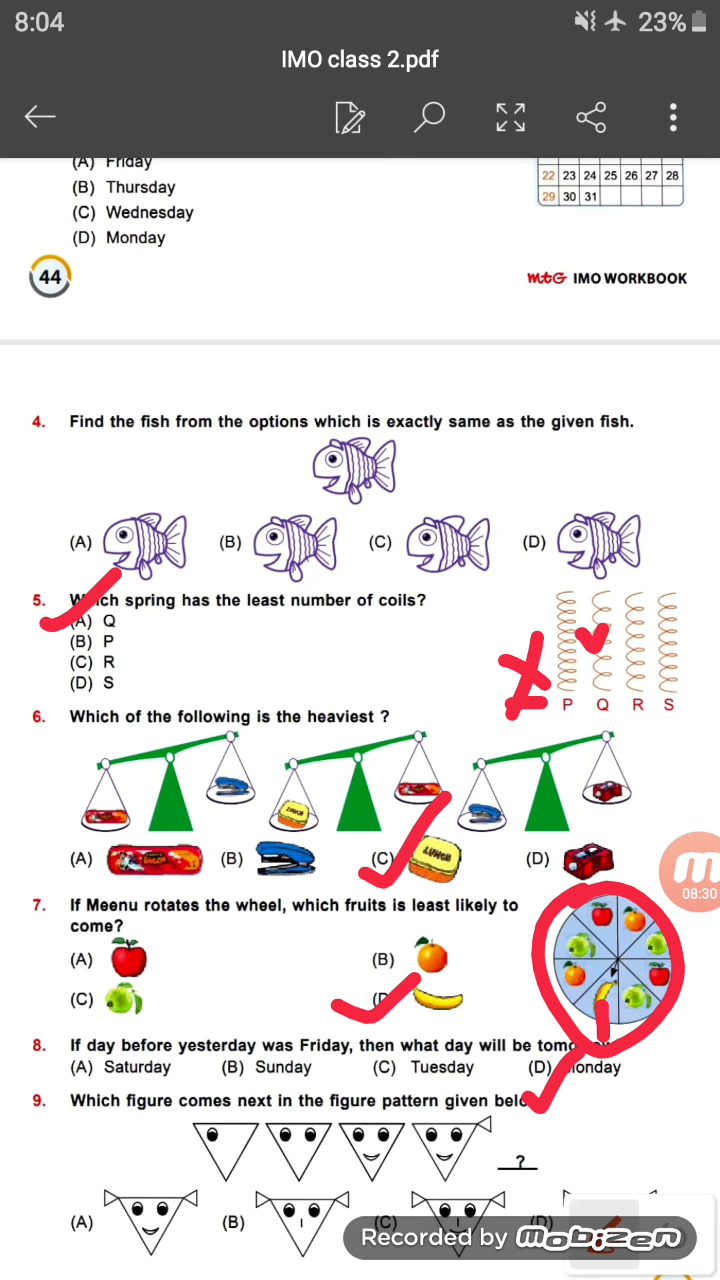 8:04 23%
IMO class 2.pdf
(A) Friday
(B) Thursday
(C) Wednesday
(D) Monday
22 23 24 25 26 27 28
29 30 31
44
mtG IMO WORKBOOK
4. Find the fish from the options which is exactly same as the given fish.
(A) (B) (C) (D)
5. Which spring has the least number of coils?
(A) Q
(B) P
(C) R
(D) S
P Q R S
6. Which of the following is the heaviest ?
LUNCH
(A) (B) (C) LUNCH (D)
m
08:30
7. If Meenu rotates the wheel, which fruits is least likely to
come?
(A) (B)
(C)
8. If day before yesterday was Friday, then what day will be
(A) Saturday (B) Sunday (C) Tuesday (D) Monday
9. Which figure comes next in the figure pattern given
?
(A) (B) (C) (D)
Recorded by mobizen